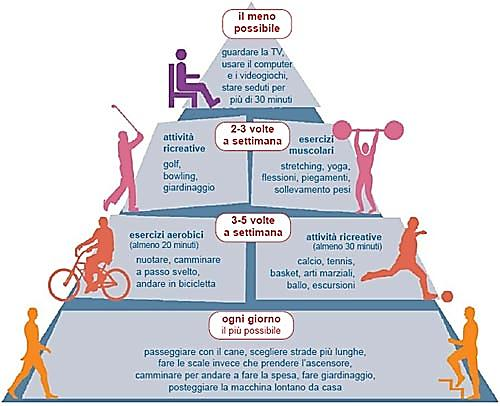 il meno
possibile
guardare la TV,
usare il computer
e i videogiochi,
stare seduti per
più di 30 minuti
2-3 volte
a settimana
attività
ricreative
golf,
bowling,
giardinaggio
esercizi
muscolari
stretching, yoga,
flessioni, piegamenti,
sollevamento pesi
3-5 volte
a settimana
esercizi aerobici
(almeno 20 minuti)
nuotare, camminare
a passo svelto,
andare in bicicletta
attività ricreative
(almeno 30 minuti)
calcio, tennis,
basket, arti marziali,
ballo, escursioni
ogni giorno
il più possibile
passeggiare con il cane, scegliere strade più lunghe,
fare le scale invece che prendere l'ascensore,
camminare per andare a fare la spesa, fare giardinaggio,
posteggiare la macchina lontano da casa